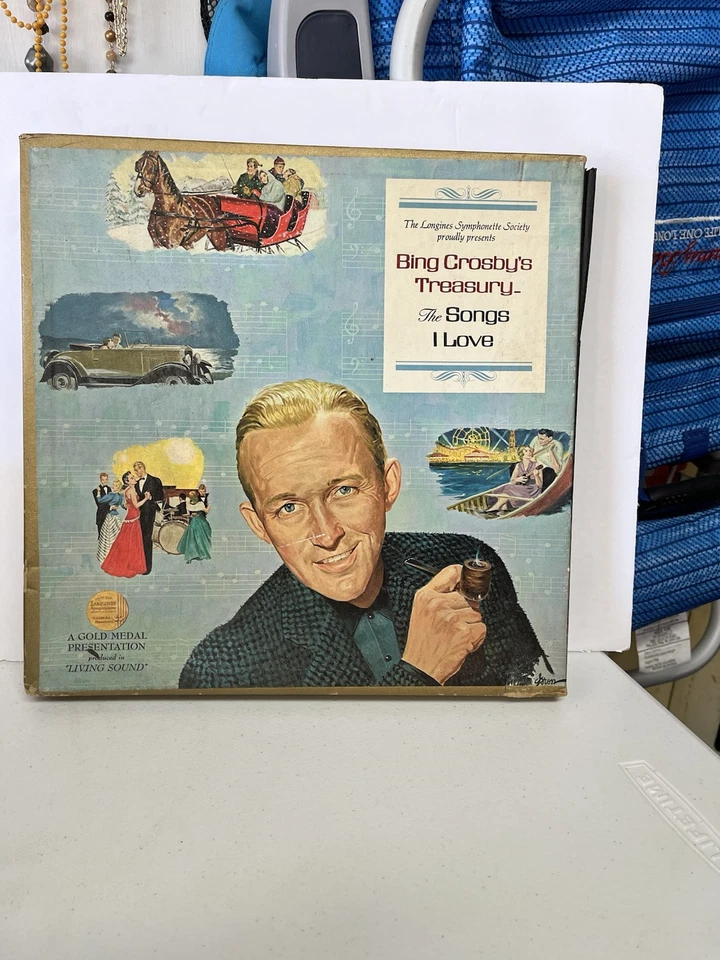 The Longines Symphonette Society
proudly presents
Bing Crosby's
Treasury-
The Songs
I Love
A GOLD MEDAL
PRESENTATION
produced in
"LIVING SOUND"
LIFETIME